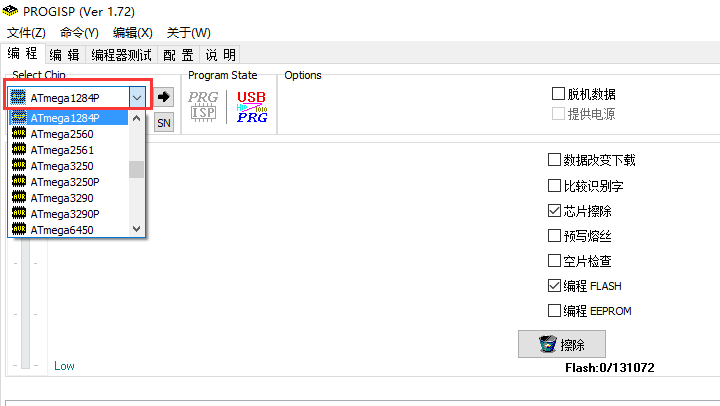 PROGISP (Ver 1.72)
文件(Z) 命令(Y) 编辑(X) 关于(W)
编 程 编 辑 编程器测试 配 置 说 明
Select Chip Program State Options
ATmega1284P
PRG ISP
USB PRG
脱机数据
提供电源
SN
ATmega1284P
ATmega2560
ATmega2561
ATmega3250
ATmega3250P
ATmega3290
ATmega3290P
ATmega6450
数据改变下载
比较识别字
芯片擦除
预写熔丝
空片检查
编程 FLASH
编程 EEPROM
擦除
Low
Flash:0/131072